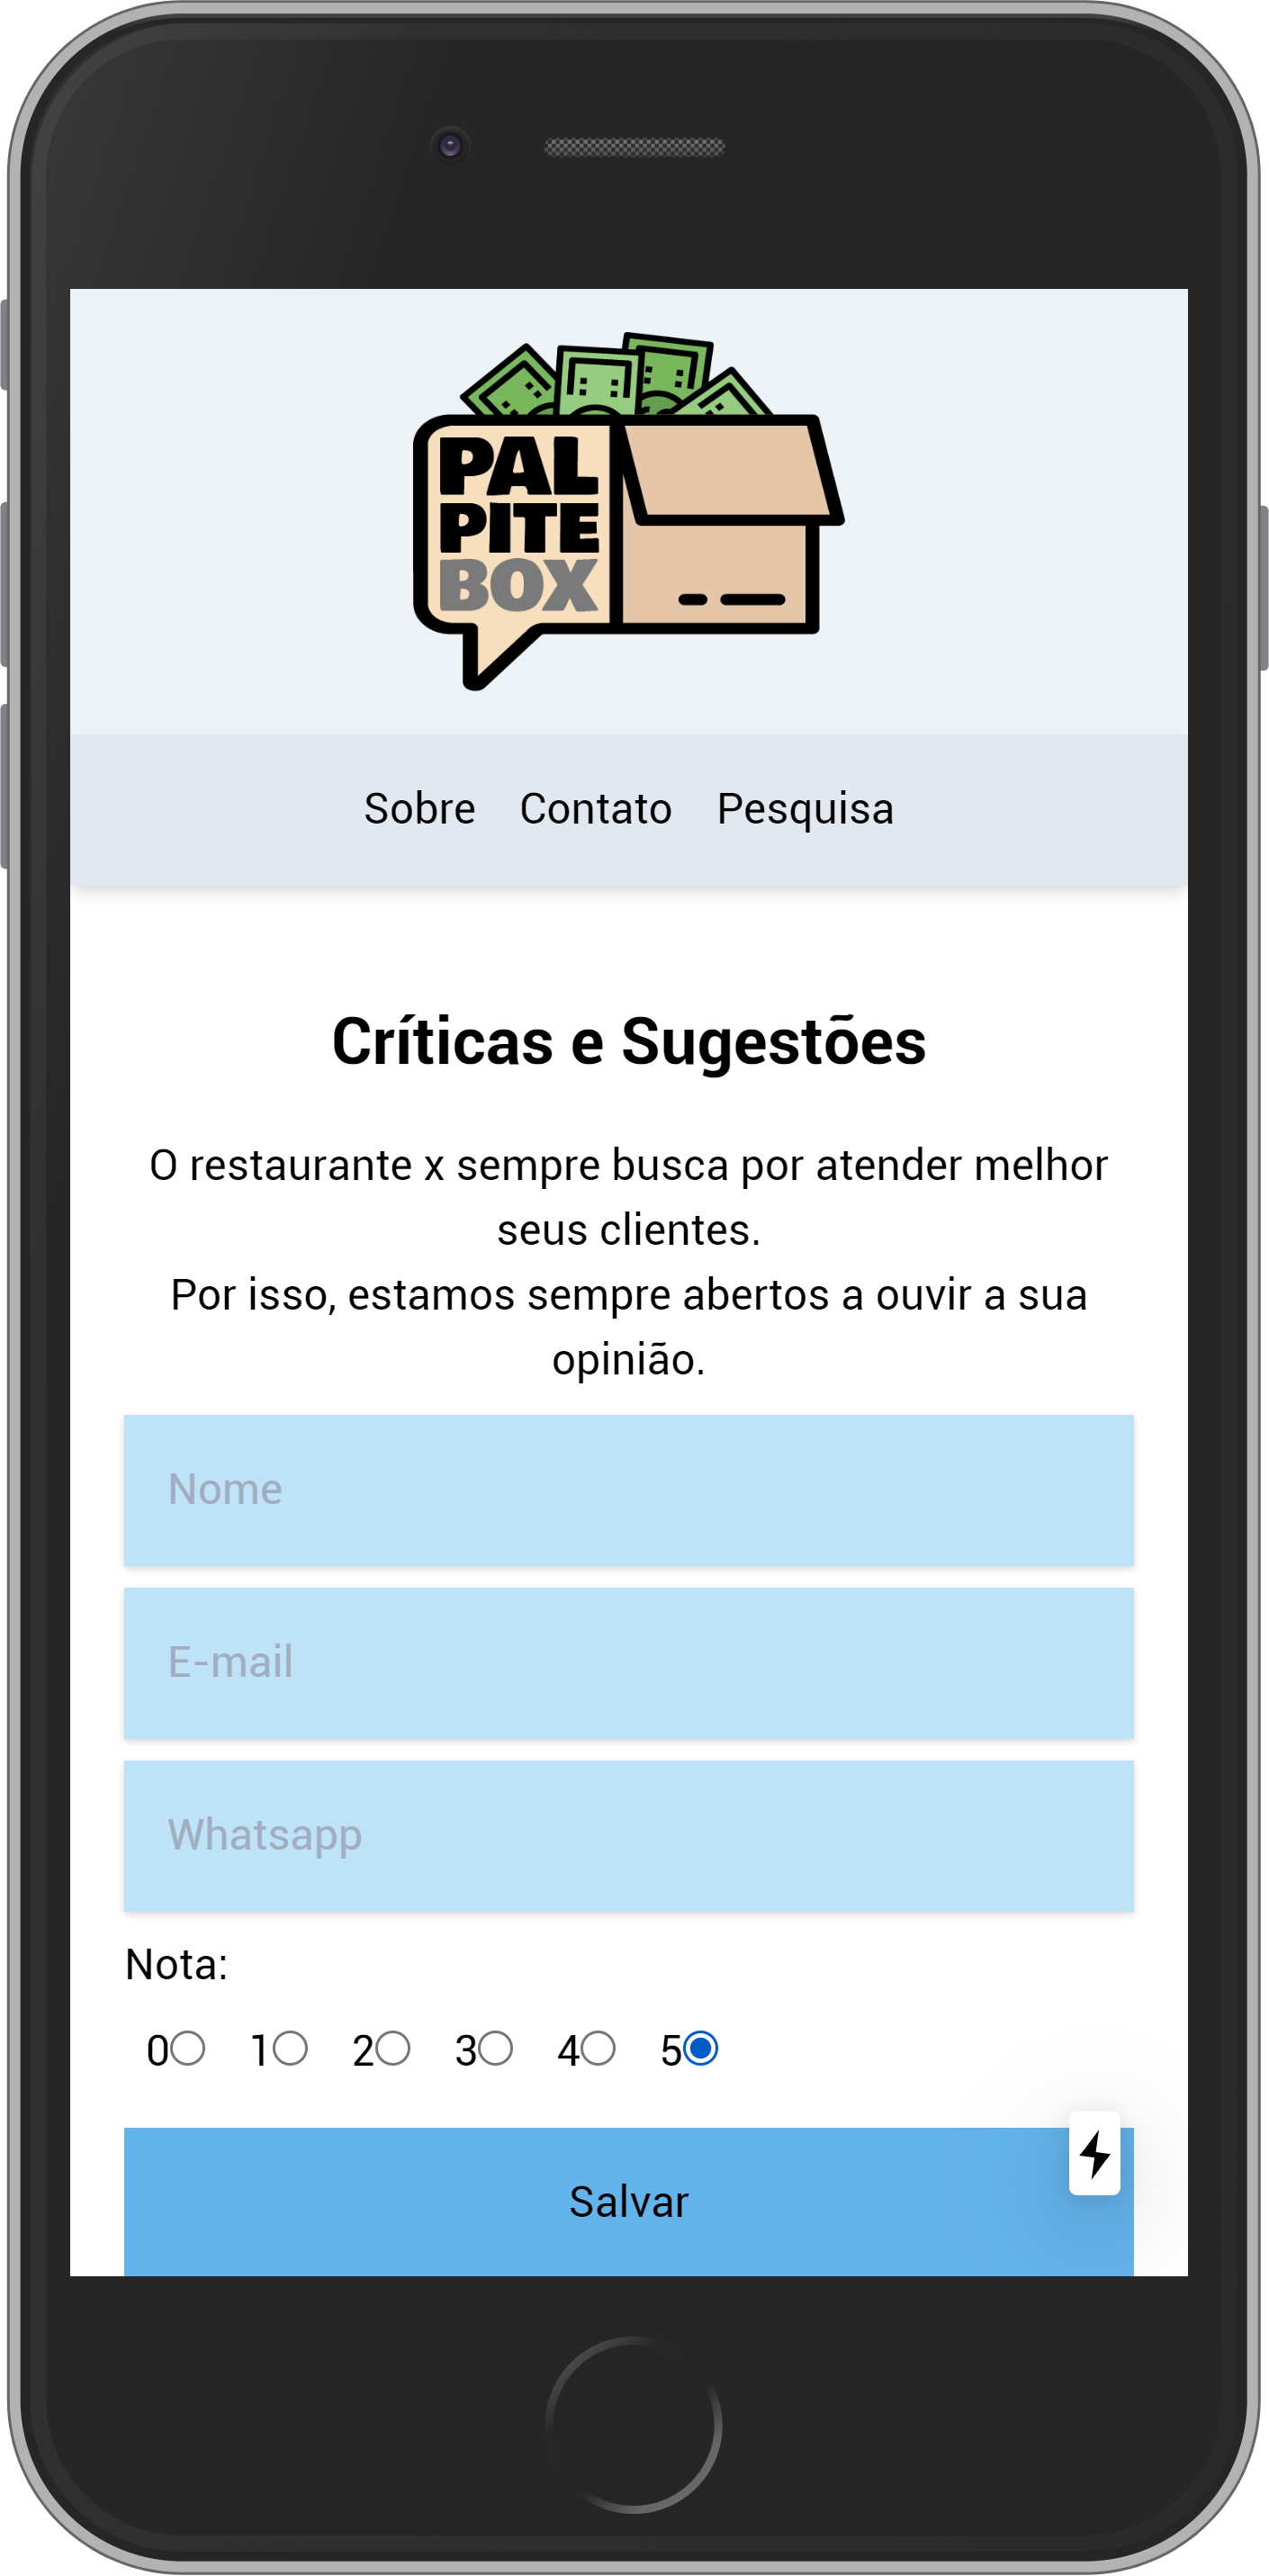 PAL
PITE
BOX
Sobre Contato Pesquisa
Críticas e Sugestões
O restaurante x sempre busca por atender melhor
seus clientes.
Por isso, estamos sempre abertos a ouvir a sua
opinião.
Nome
E-mail
Whatsapp
Nota:
0 1 2 3 4 5
Salvar